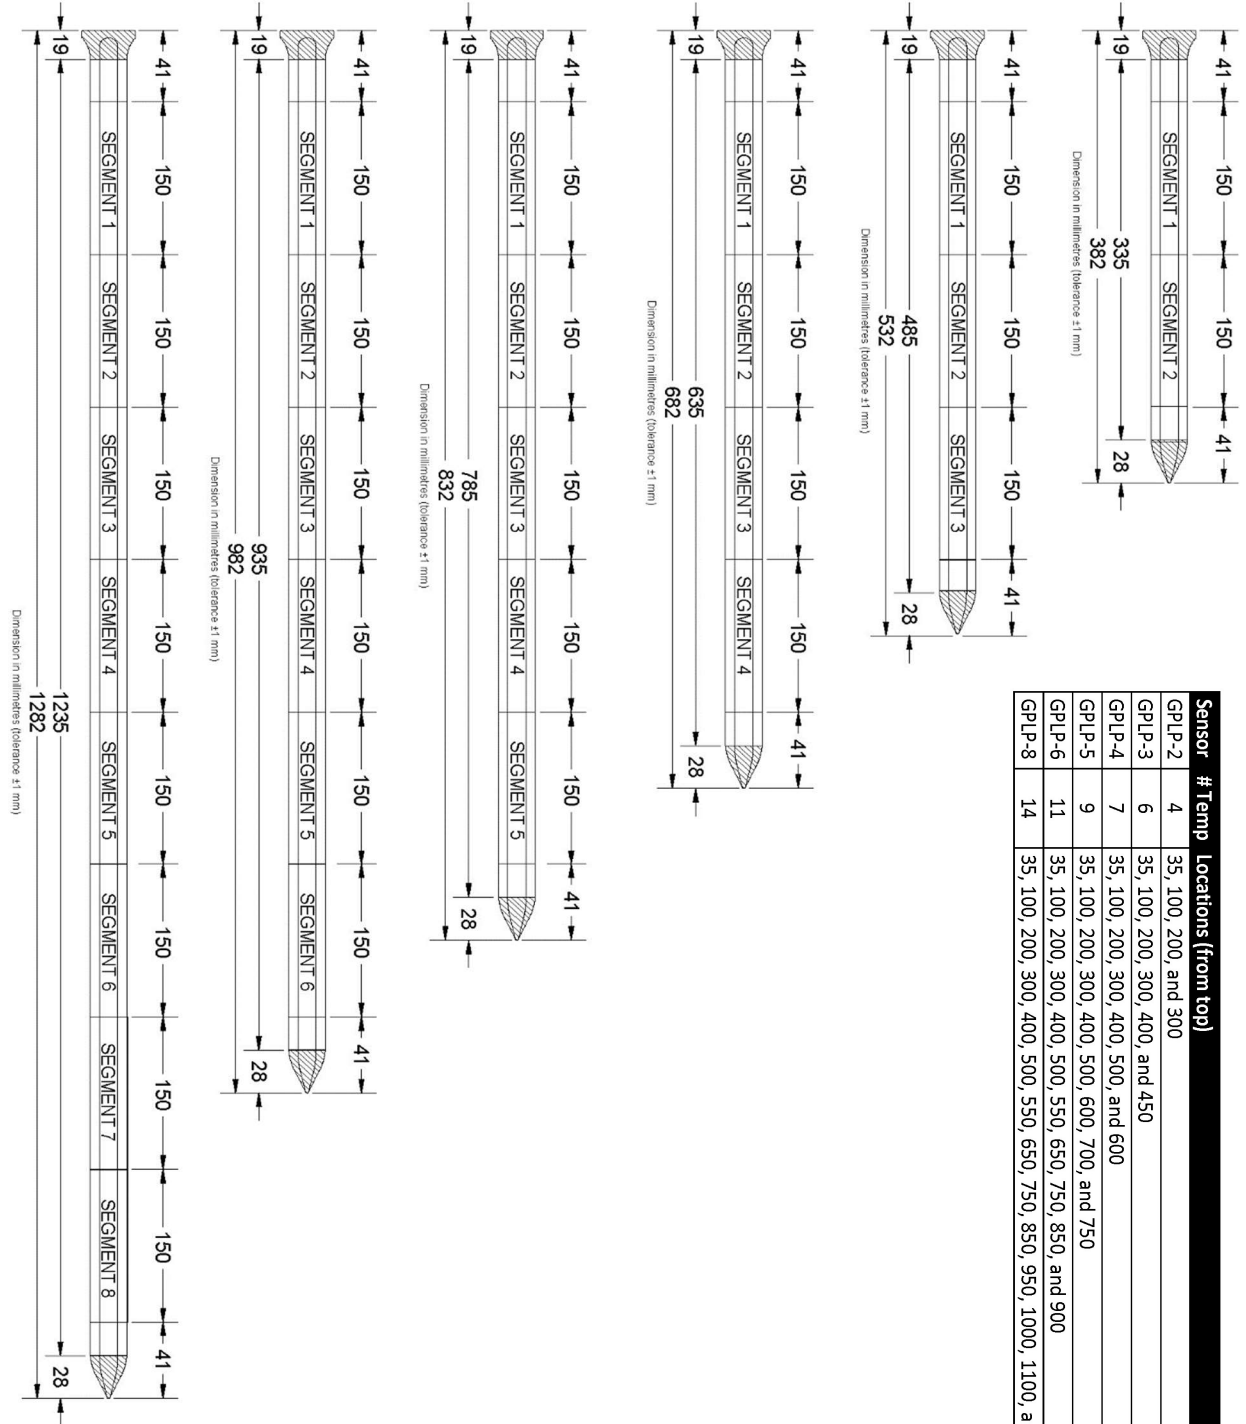 41 150 150 41
SEGMENT 1 SEGMENT 2
19 335 28
382
Dimension in millimetres (tolerance ±1 mm)
Sensor # Temp Locations (from top)
GPLP-2 4 35, 100, 200, and 300
GPLP-3 6 35, 100, 200, 300, 400, and 450
GPLP-4 7 35, 100, 200, 300, 400, 500, and 600
GPLP-5 9 35, 100, 200, 300, 400, 500, 600, 700, and 750
GPLP-6 11 35, 100, 200, 300, 400, 500, 550, 650, 750, 850, and 900
GPLP-8 14 35, 100, 200, 300, 400, 500, 550, 650, 750, 850, 950, 1000, 1100, a
41 150 150 150 41
SEGMENT 1 SEGMENT 2 SEGMENT 3
19 485 28
532
Dimension in millimetres (tolerance ±1 mm)
41 150 150 150 150 41
SEGMENT 1 SEGMENT 2 SEGMENT 3 SEGMENT 4
19 635 28
682
Dimension in millimetres (tolerance ±1 mm)
41 150 150 150 150 150 41
SEGMENT 1 SEGMENT 2 SEGMENT 3 SEGMENT 4 SEGMENT 5
19 785 28
832
Dimension in millimetres (tolerance ±1 mm)
41 150 150 150 150 150 150 41
SEGMENT 1 SEGMENT 2 SEGMENT 3 SEGMENT 4 SEGMENT 5 SEGMENT 6
19 935 28
982
Dimension in millimetres (tolerance ±1 mm)
41 150 150 150 150 150 150 150 150 41
SEGMENT 1 SEGMENT 2 SEGMENT 3 SEGMENT 4 SEGMENT 5 SEGMENT 6 SEGMENT 7 SEGMENT 8
19 1235 28
1282
Dimension in millimetres (tolerance ±1 mm)